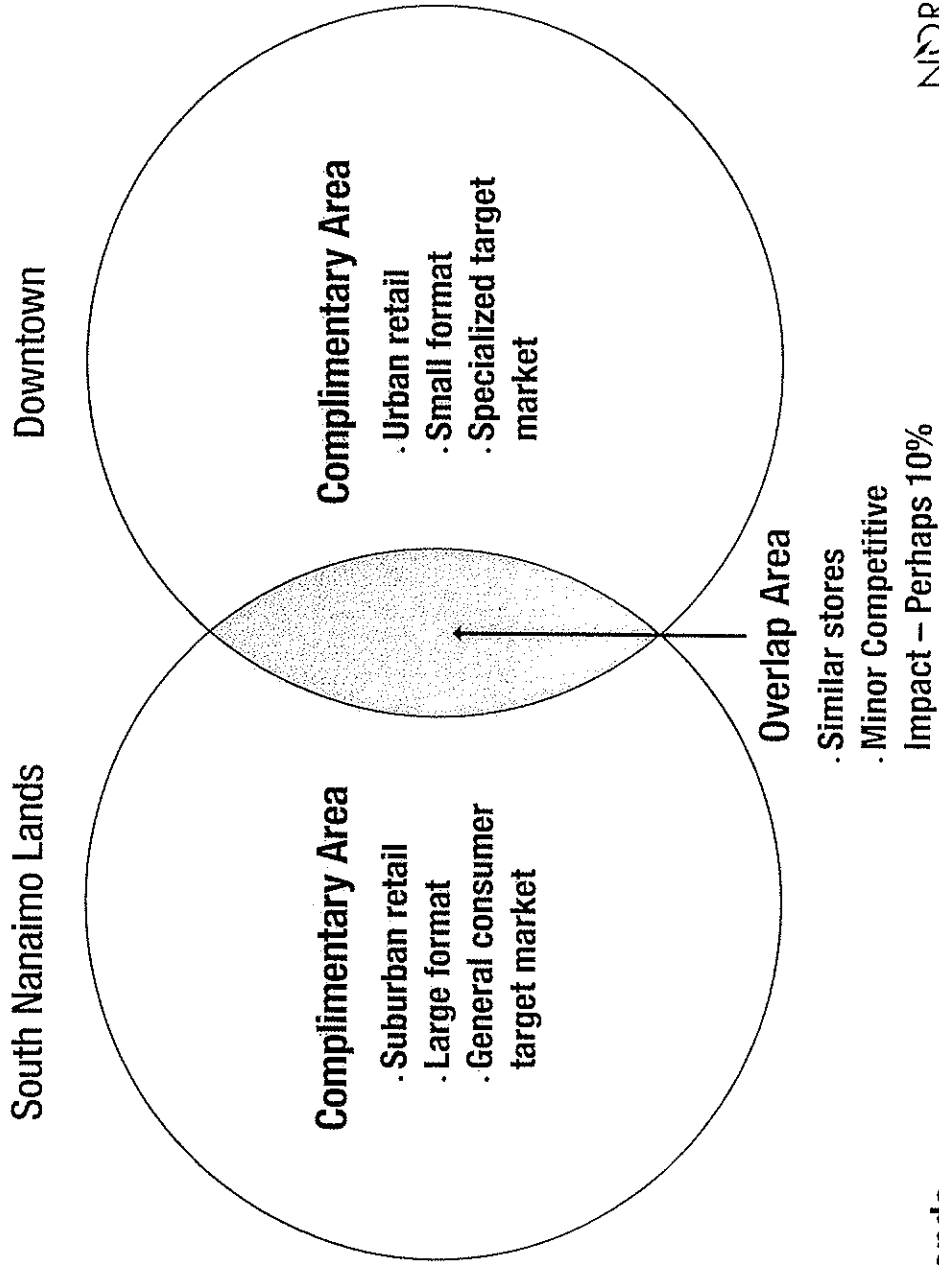 South Nanaimo Lands
Downtown
Complimentary Area
· Suburban retail
· Large format
· General consumer
target market
Complimentary Area
· Urban retail
· Small format
· Specialized target
market
Overlap Area
· Similar stores
· Minor Competitive
Impact – Perhaps 10%